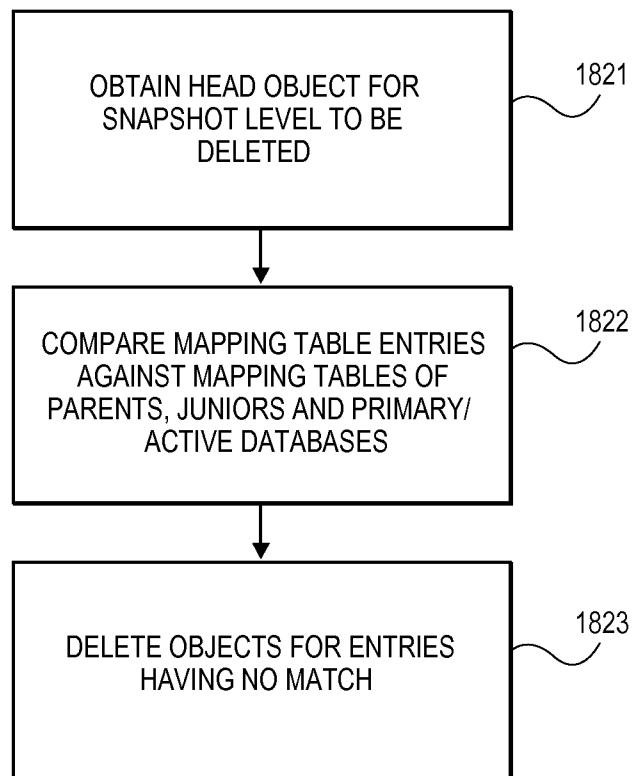 OBTAIN HEAD OBJECT FOR
SNAPSHOT LEVEL TO BE
DELETED
1821
COMPARE MAPPING TABLE ENTRIES
AGAINST MAPPING TABLES OF
PARENTS, JUNIORS AND PRIMARY/
ACTIVE DATABASES
1822
DELETE OBJECTS FOR ENTRIES
HAVING NO MATCH
1823